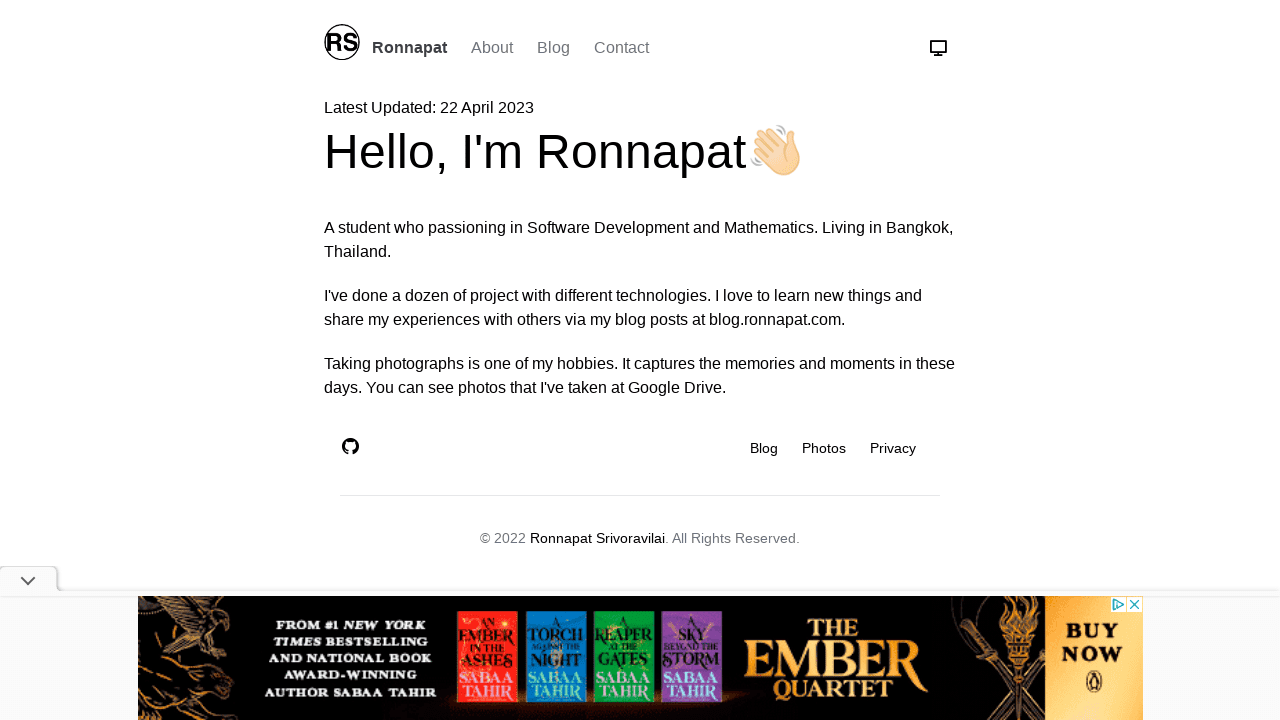 RS Ronnapat About Blog Contact
Latest Updated: 22 April 2023
Hello, I'm Ronnapat👋🏼
A student who passioning in Software Development and Mathematics. Living in Bangkok,
Thailand.
I've done a dozen of project with different technologies. I love to learn new things and
share my experiences with others via my blog posts at blog.ronnapat.com.
Taking photographs is one of my hobbies. It captures the memories and moments in these
days. You can see photos that I've taken at Google Drive.
Blog Photos Privacy
© 2022 Ronnapat Srivoravilai. All Rights Reserved.
FROM #1 NEW YORK
TIMES BESTSELLING
AND NATIONAL BOOK
AWARD-WINNING
AUTHOR SABAA TAHIR
AN EMBER IN THE ASHES SABAA TAHIR
A TORCH AGAINST THE NIGHT SABAA TAHIR
A REAPER AT THE GATES SABAA TAHIR
A SKY BEYOND THE STORM SABAA TAHIR
THE
EMBER
QUARTET
BUY
NOW